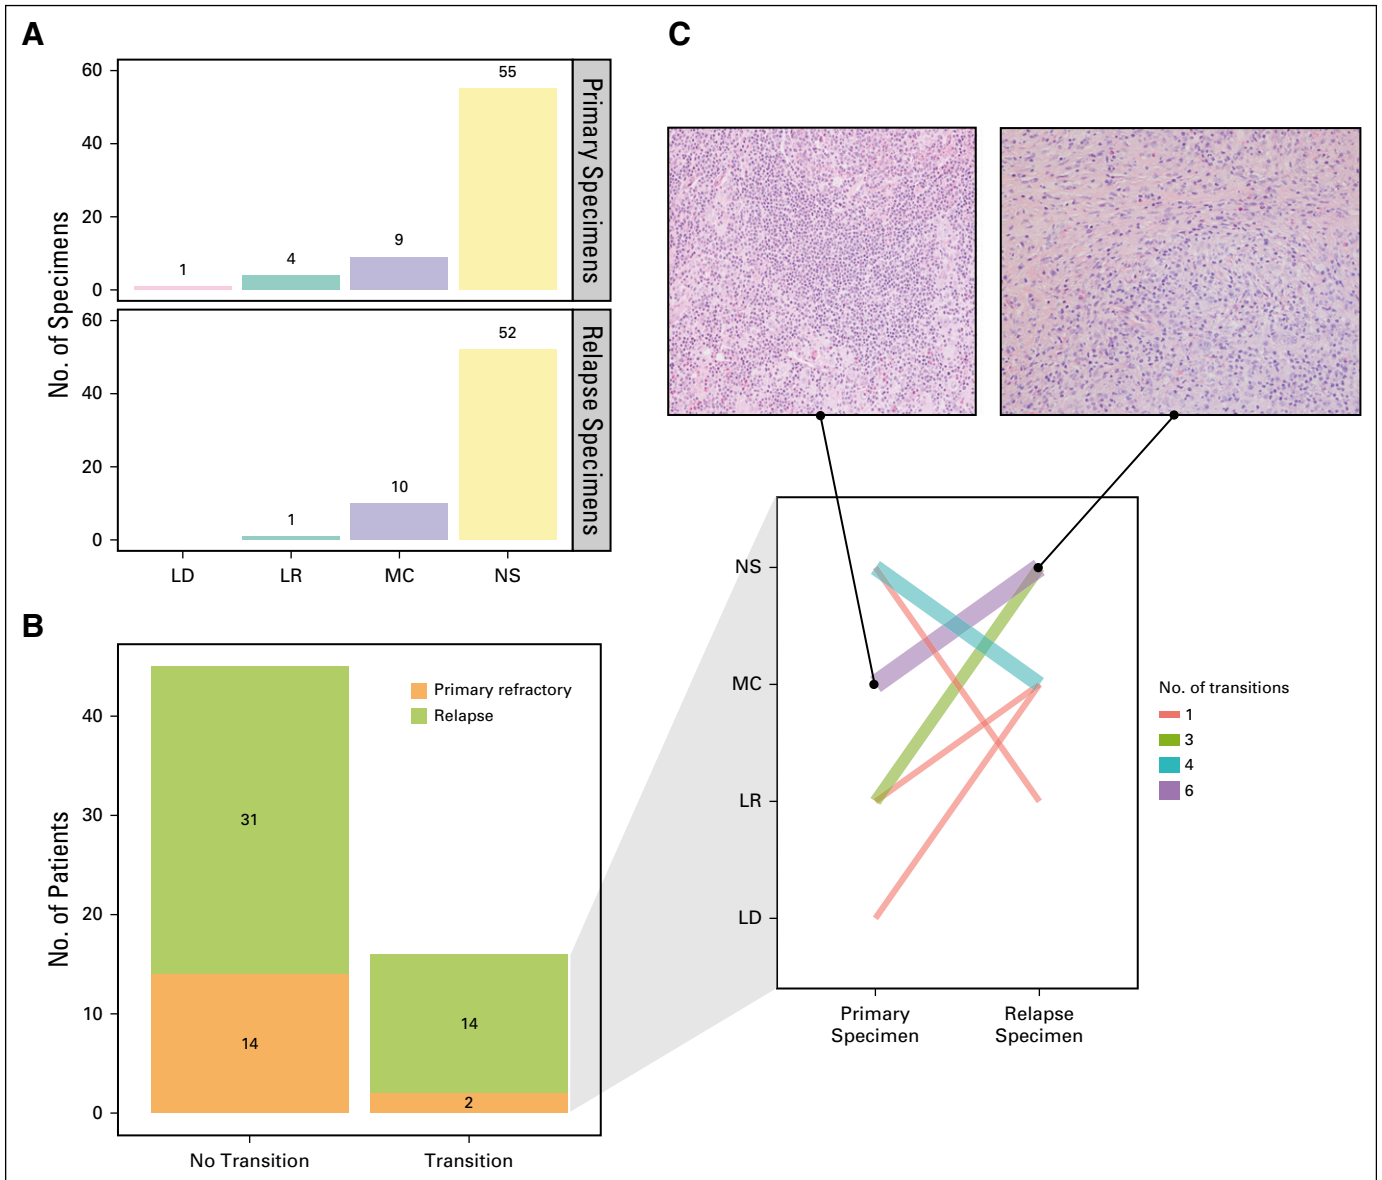 A
No. of Specimens
60
40
20
0
1
4
9
55
Primary Specimens
60
40
20
0
1
10
52
Relapse Specimens
LD
LR
MC
NS
B
No. of Patients
40
30
20
10
0
31
14
14
2
Primary refractory
Relapse
No Transition
Transition
C
NS
MC
LR
LD
Primary
Specimen
Relapse
Specimen
No. of transitions
1
3
4
6